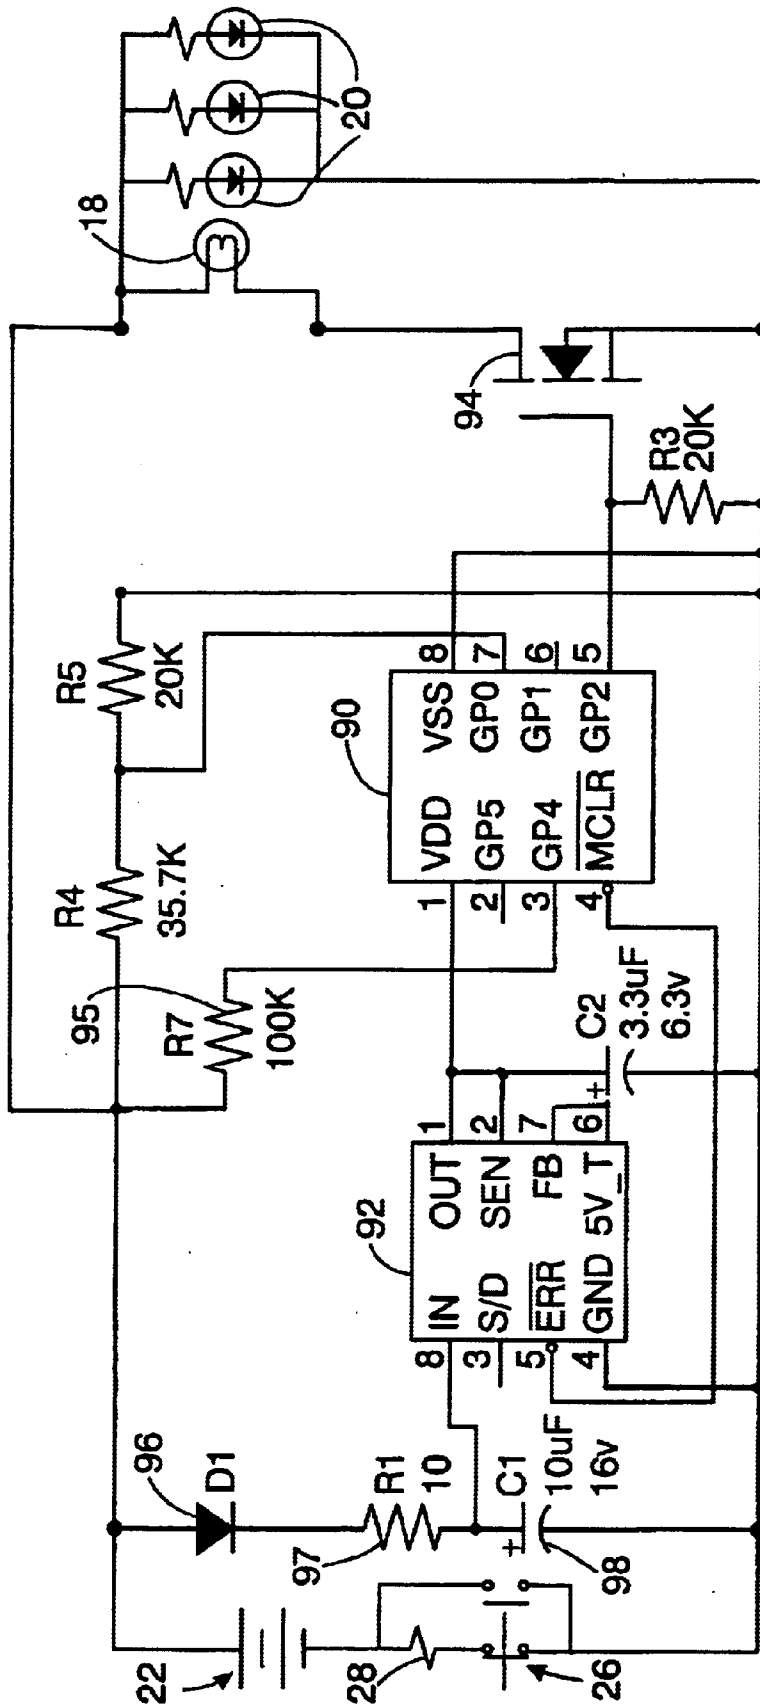 22
28
26
96
D1
97
R1
10
C1
+
10uF
16v
98
92
8
IN
OUT
1
3
S/D
SEN
2
5
ERR
FB
7
4
GND
5V_T
6
+
C2
3.3uF
6.3v
95
R7
100K
R4
35.7K
R5
20K
90
1
VDD
VSS
8
2
GP5
GP0
7
3
GP4
GP1
6
4
MCLR
GP2
5
R3
20K
94
18
20